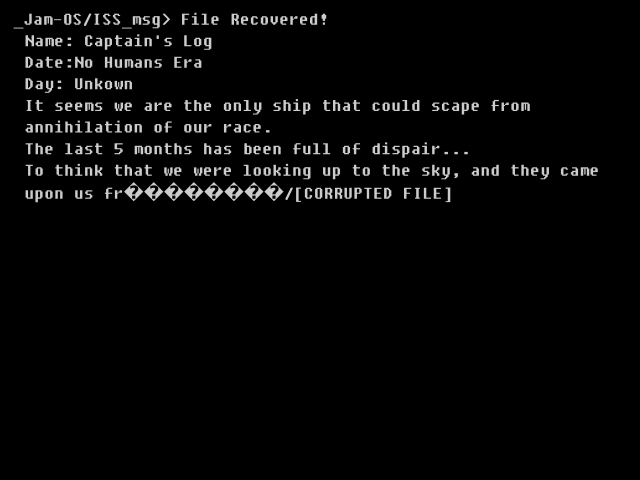 _Jam-OS/ISS_msg> File Recovered!
Name: Captain's Log
Date:No Humans Era
Day: Unkown
It seems we are the only ship that could scape from
annihilation of our race.
The last 5 months has been full of dispair...
To think that we were looking up to the sky, and they came
upon us fr��������/[CORRUPTED FILE]